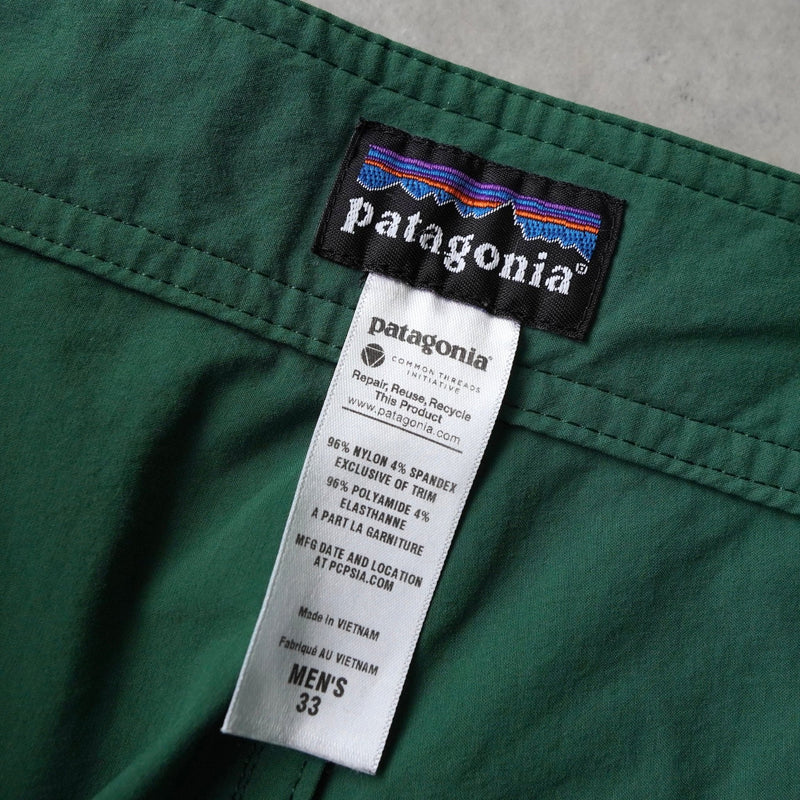 patagonia®
patagonia®
COMMON THREADS
INITIATIVE
Repair, Reuse, Recycle
This Product
www.patagonia.com
96% NYLON 4% SPANDEX
EXCLUSIVE OF TRIM
96% POLYAMIDE 4%
ELASTHANNE
A PART LA GARNITURE
MFG DATE AND LOCATION
AT PCPSIA.COM
Made in VIETNAM
Fabriqué AU VIETNAM
MEN'S
33